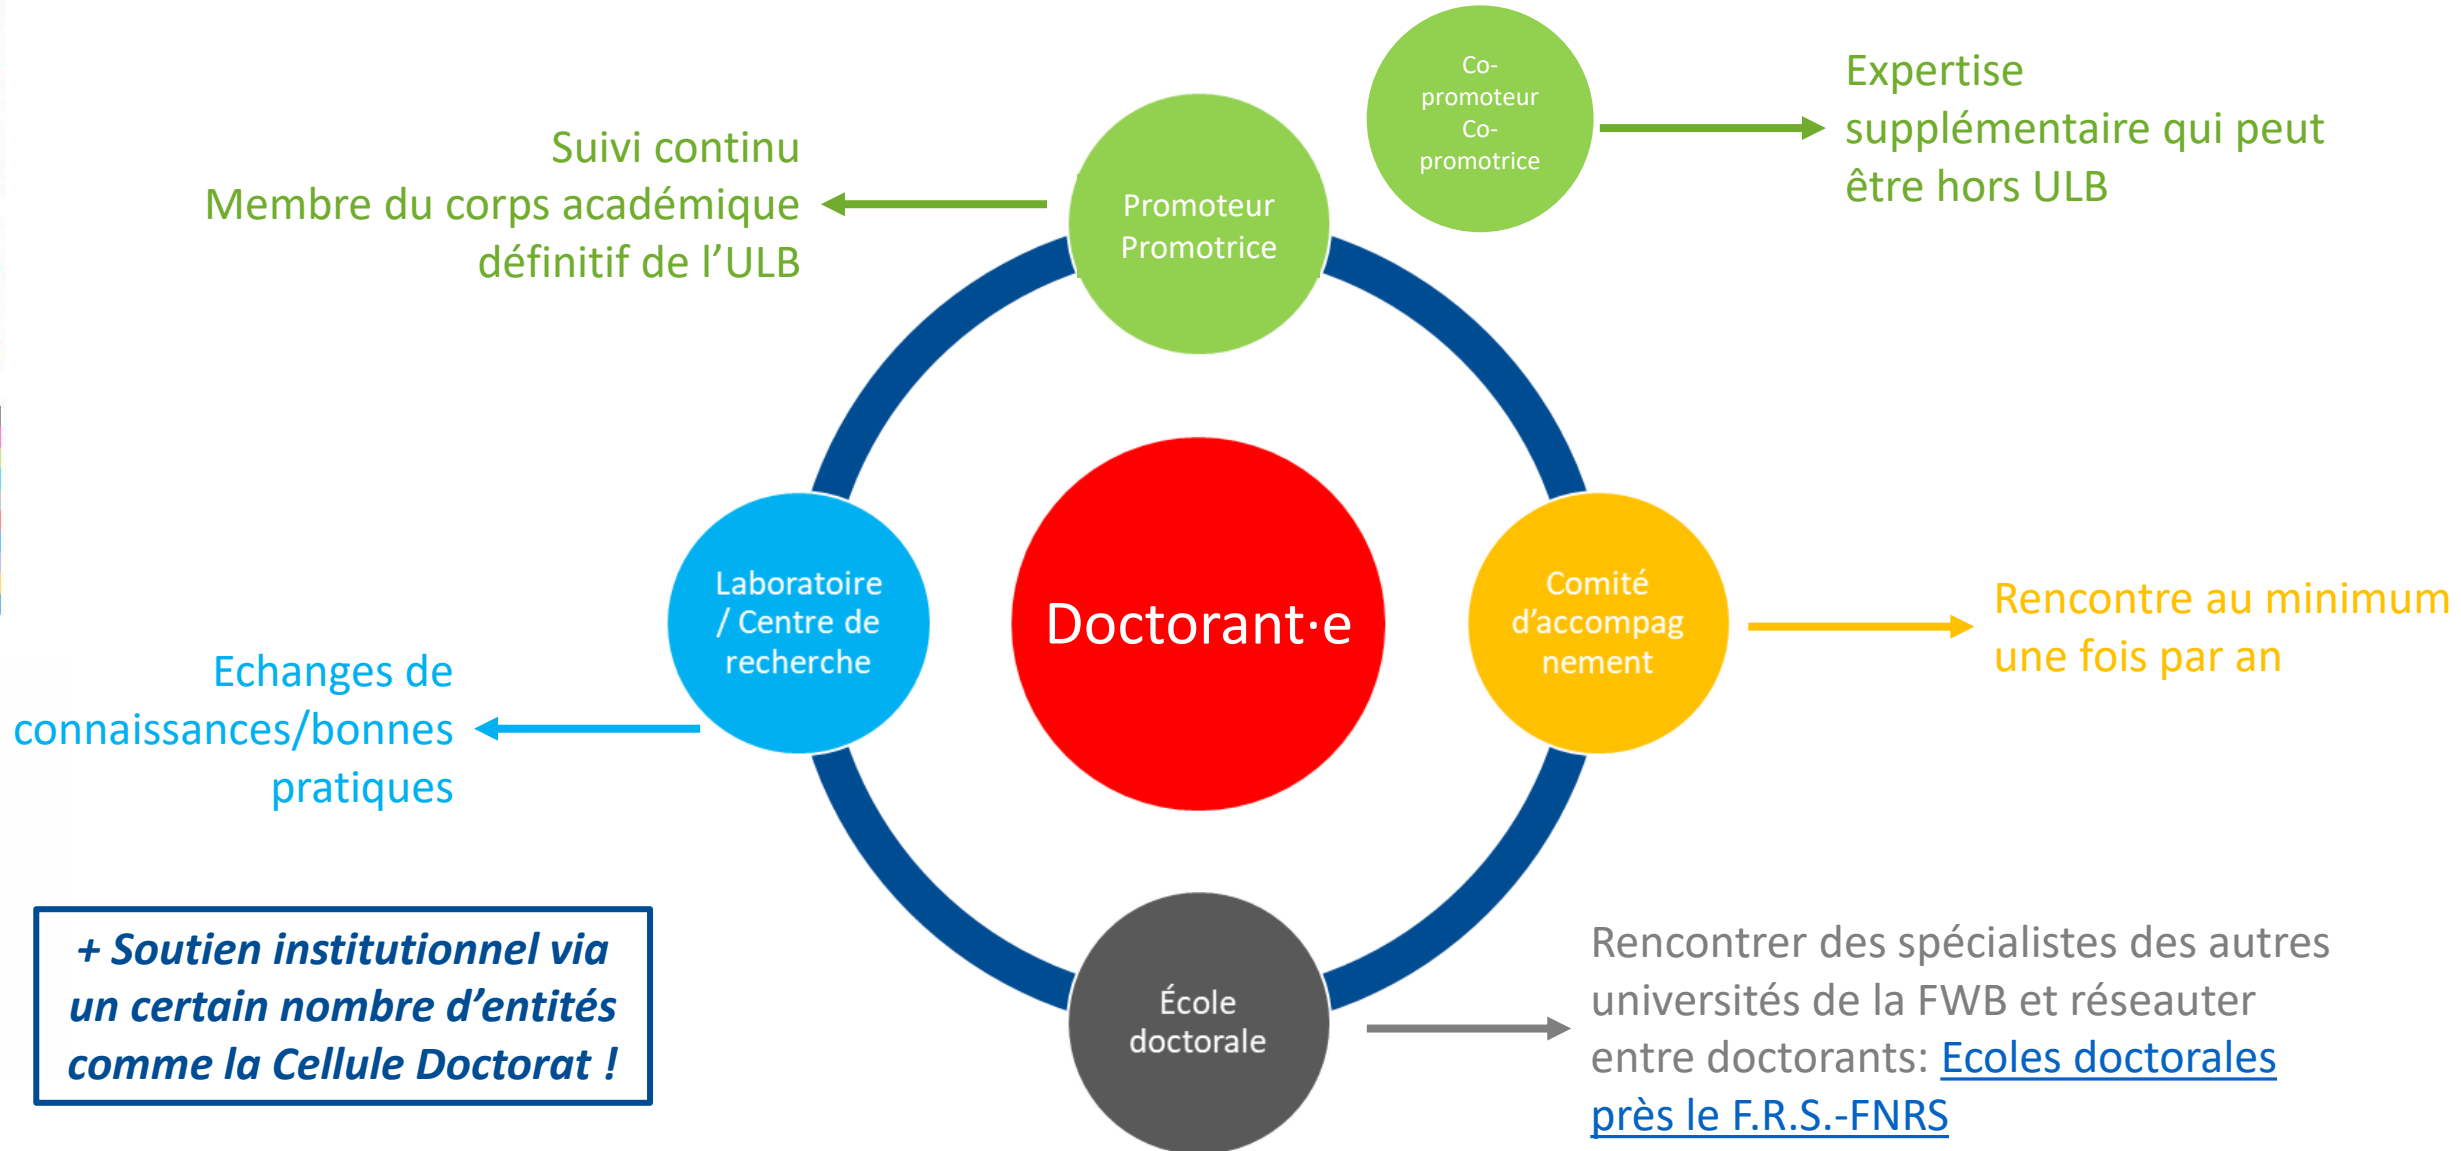 Co-
promoteur
Co-
promotrice
Expertise
supplémentaire qui peut
être hors ULB
Suivi continu
Membre du corps académique
définitif de l’ULB
Promoteur
Promotrice
Laboratoire
/ Centre de
recherche
Doctorant·e
Comité
d’accompag
nement
Rencontre au minimum
une fois par an
Echanges de
connaissances/bonnes
pratiques
+ Soutien institutionnel via
un certain nombre d’entités
comme la Cellule Doctorat !
École
doctorale
Rencontrer des spécialistes des autres
universités de la FWB et réseauter
entre doctorants: Ecoles doctorales
près le F.R.S.-FNRS